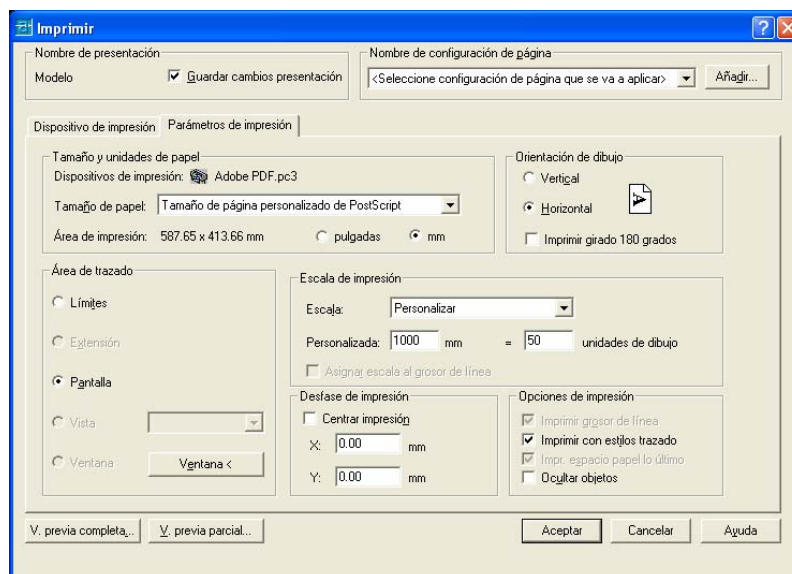 Imprimir
Nombre de presentación
Modelo
Guardar cambios presentación
Nombre de configuración de página
<Seleccione configuración de página que se va a aplicar>
Añadir...
Dispositivo de impresión
Parámetros de impresión
Tamaño y unidades de papel
Dispositivos de impresión: Adobe PDF.pc3
Tamaño de papel: Tamaño de página personalizado de PostScript
Área de impresión: 587.65 x 413.66 mm pulgadas mm
Orientación de dibujo
Vertical
Horizontal
A
Imprimir girado 180 grados
Área de trazado
Límites
Extensión
Pantalla
Vista
Ventana
Ventana <
Escala de impresión
Escala: Personalizar
Personalizada: 1000 mm = 50 unidades de dibujo
Asignar escala al grosor de línea
Desfase de impresión
Centrar impresión
X: 0.00 mm
Y: 0.00 mm
Opciones de impresión
Imprimir grosor de línea
Imprimir con estilos trazado
Impr. espacio papel lo último
Ocultar objetos
V. previa completa...
V. previa parcial...
Aceptar
Cancelar
Ayuda